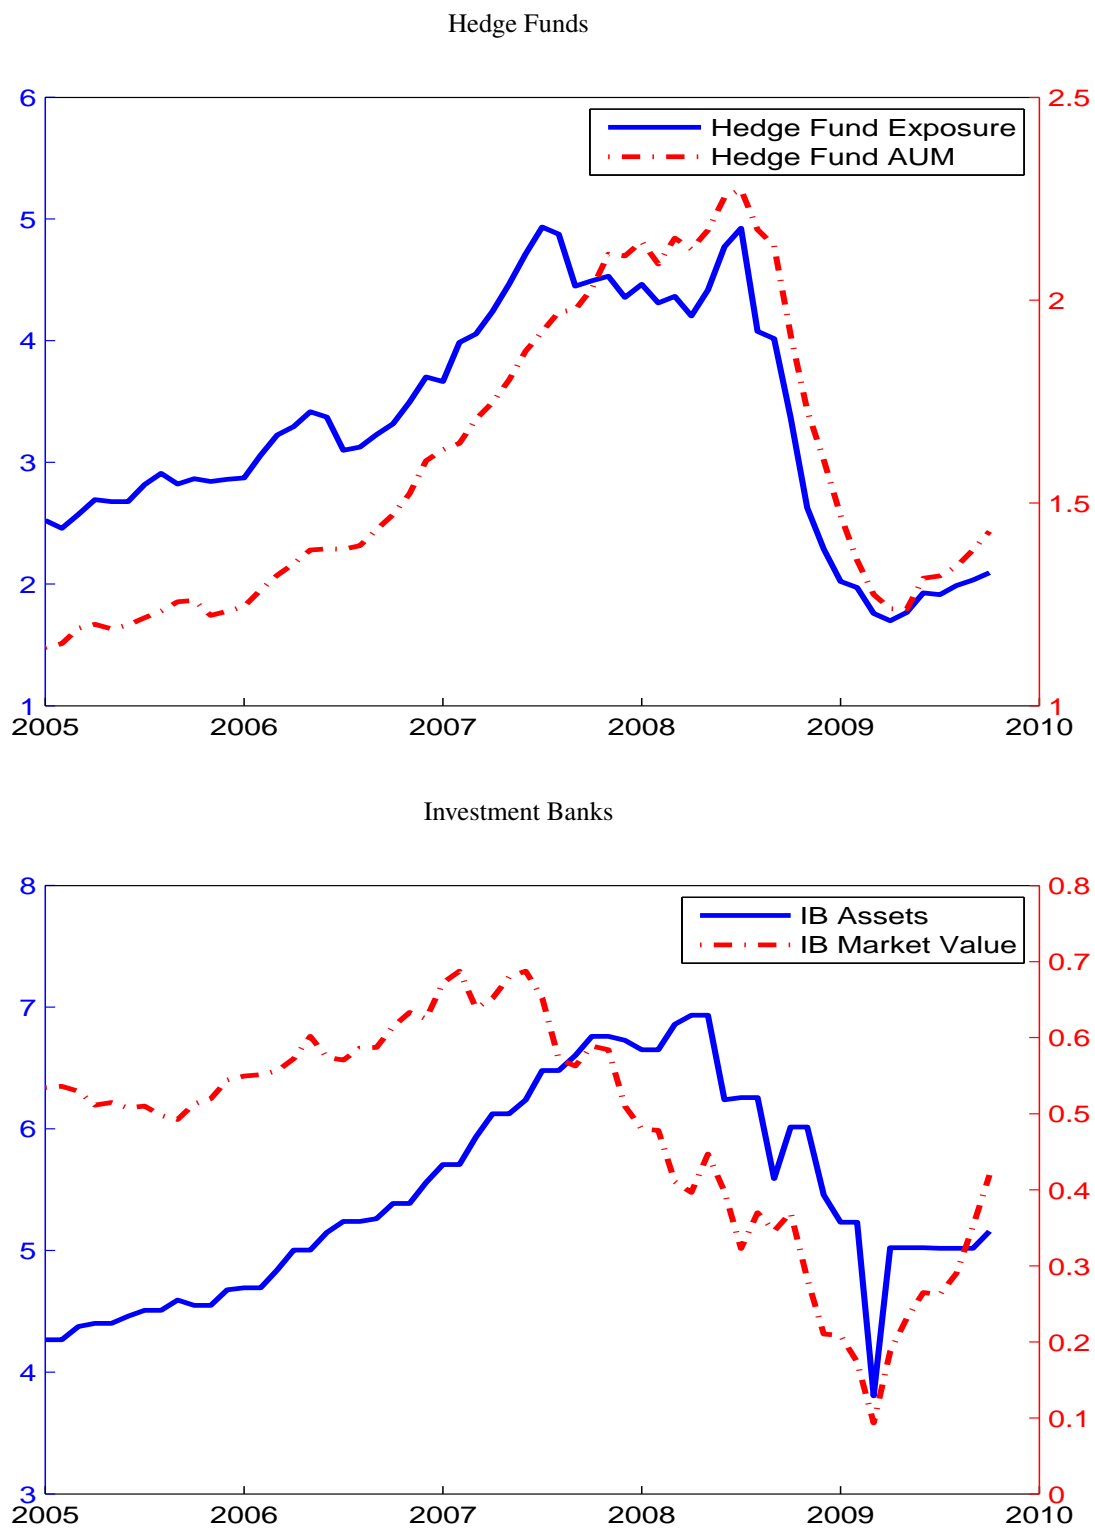 Hedge Funds
6 2.5
Hedge Fund Exposure
Hedge Fund AUM
5
2
4
3
1.5
2
1 1
2005 2006 2007 2008 2009 2010
Investment Banks
8 0.8
IB Assets
IB Market Value
0.7
7
0.6
6
0.5
0.4
5
0.3
4
0.2
0.1
3 0
2005 2006 2007 2008 2009 2010